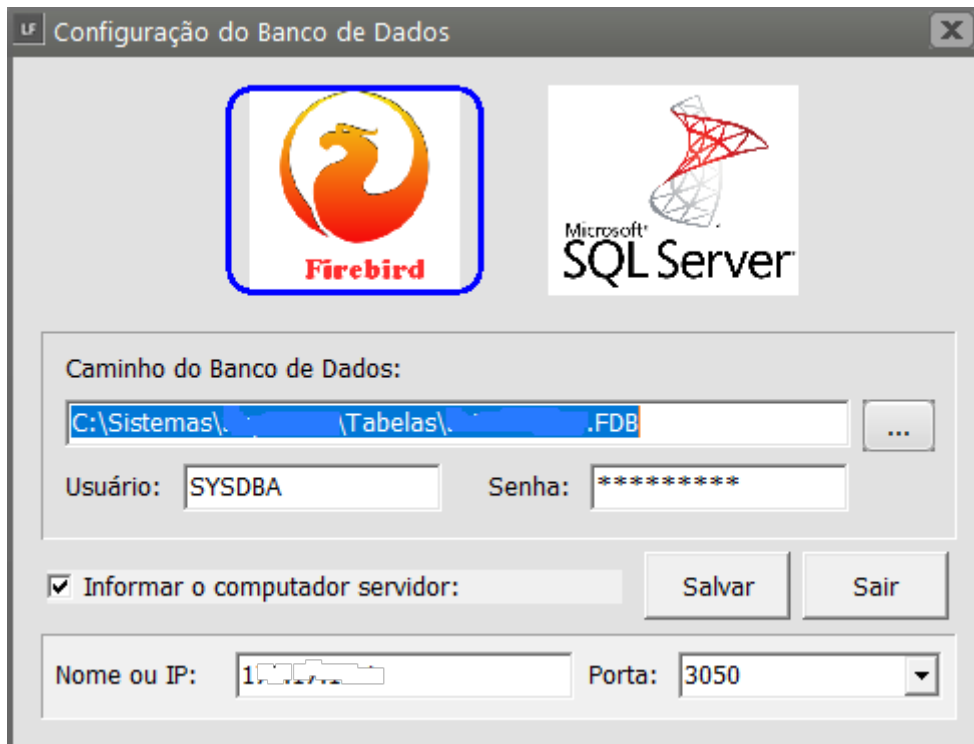 LF Configuração do Banco de Dados
Firebird
Microsoft®
SQL Server
Caminho do Banco de Dados:
C:\Sistemas\ \Tabelas\ .FDB ...
Usuário: SYSDBA Senha: *********
Informar o computador servidor: Salvar Sair
Nome ou IP: Porta: 3050